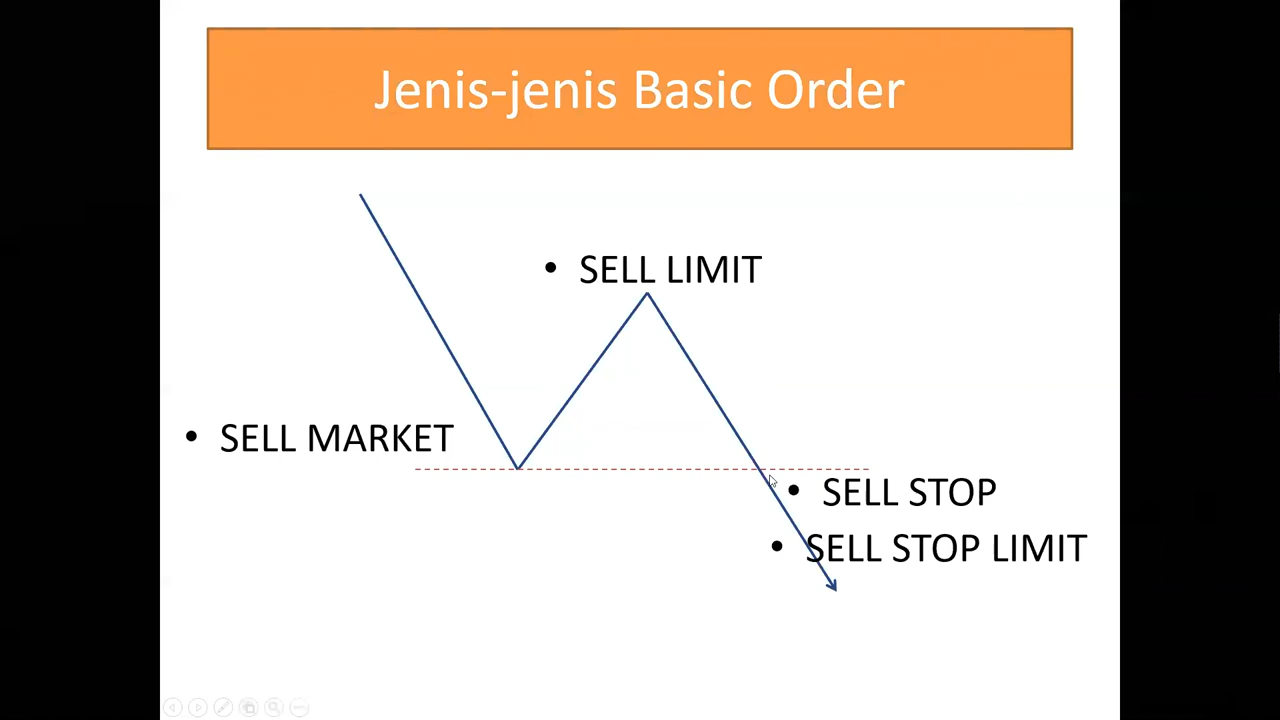 Jenis-jenis Basic Order
• SELL LIMIT
• SELL MARKET
• SELL STOP
• SELL STOP LIMIT